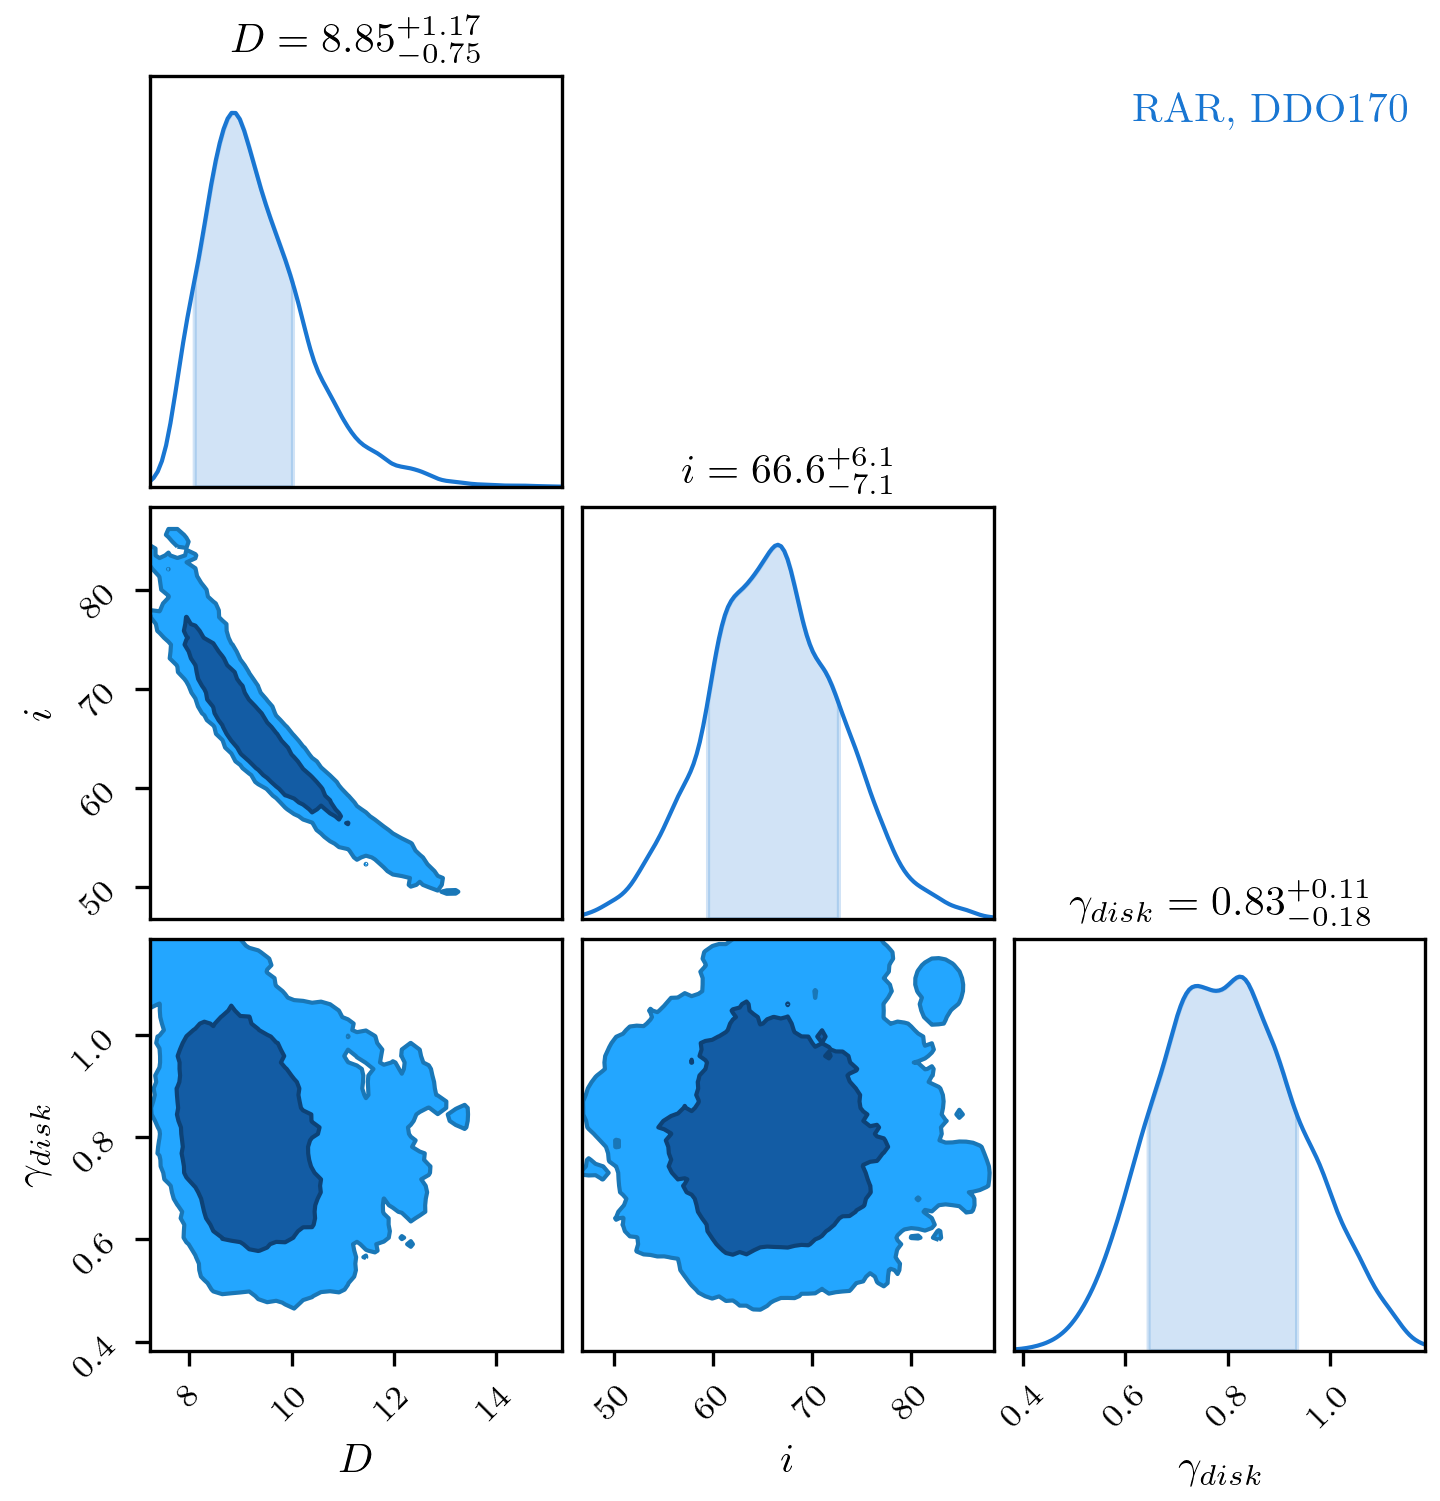 D = 8.85^{+1.17}_{-0.75}
RAR, DDO170
i = 66.6^{+6.1}_{-7.1}
80
70
60
50
i
γ_{disk} = 0.83^{+0.11}_{-0.18}
1.0
0.8
0.6
0.4
γ_{disk}
8 10 12 14
50 60 70 80
0.4 0.6 0.8 1.0
D
i
γ_{disk}